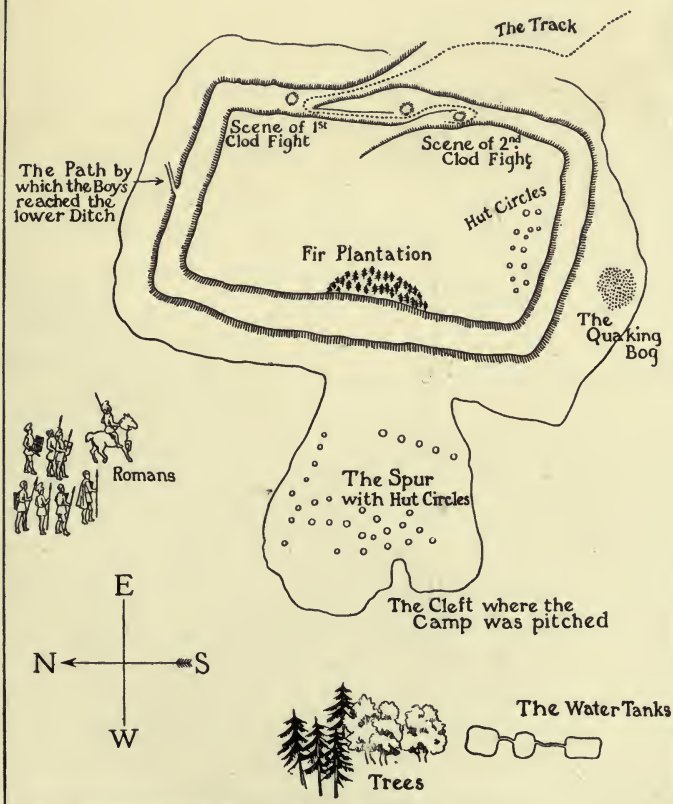 The Track
Scene of 1st
Clod Fight
Scene of 2nd
Clod Fight
The Path by
which the Boys
reached the
lower Ditch
Hut Circles
Fir Plantation
The
Quaking
Bog
Romans
The Spur
with Hut Circles
The Cleft where the
Camp was pitched
E
N
S
W
The Water Tanks
Trees